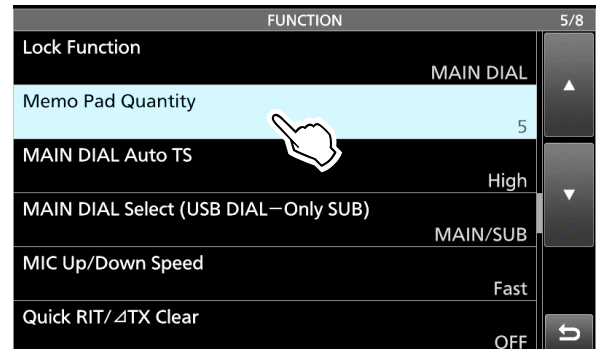 FUNCTION 5/8
Lock Function
MAIN DIAL
Memo Pad Quantity
5
MAIN DIAL Auto TS
High
MAIN DIAL Select (USB DIAL−Only SUB)
MAIN/SUB
MIC Up/Down Speed
Fast
Quick RIT/⊿TX Clear
OFF